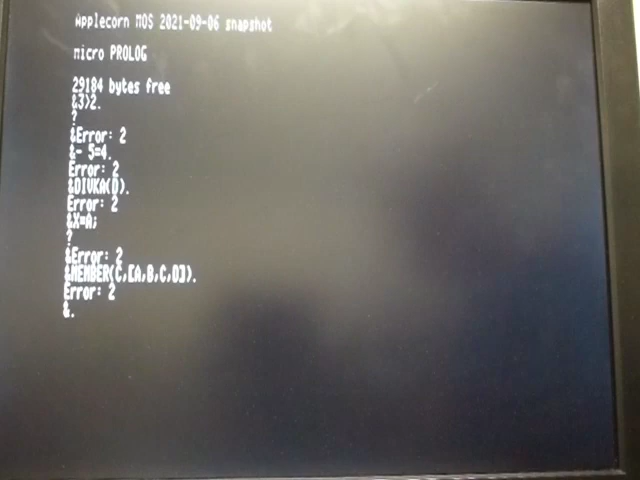 Applecorn MOS 2021-09-06 snapshot
micro PROLOG
29184 bytes free
&3>2.
?
&Error: 2
&- 5=4.
Error: 2
&DIVKA(D).
Error: 2
&X=A;
?
&Error: 2
&MEMBER(C,[A,B,C,D]).
Error: 2
&.